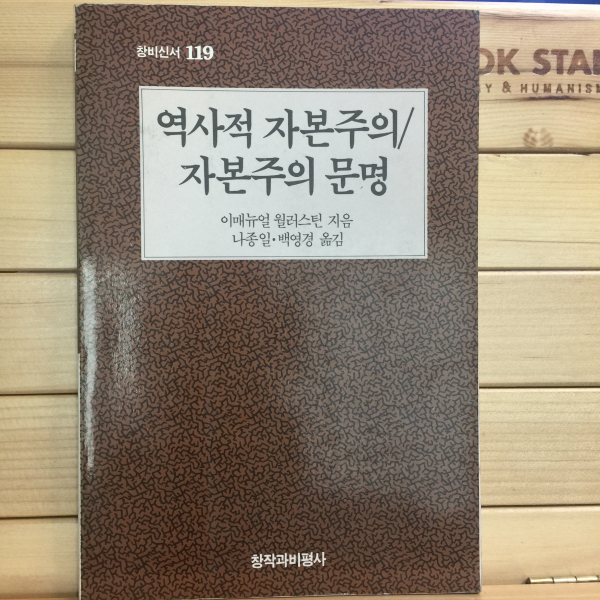 창비신서 119
역사적 자본주의/
자본주의 문명
이매뉴얼 월러스틴 지음
나종일·백영경 옮김
창작과비평사
OK STAN
Y & HUMANISM